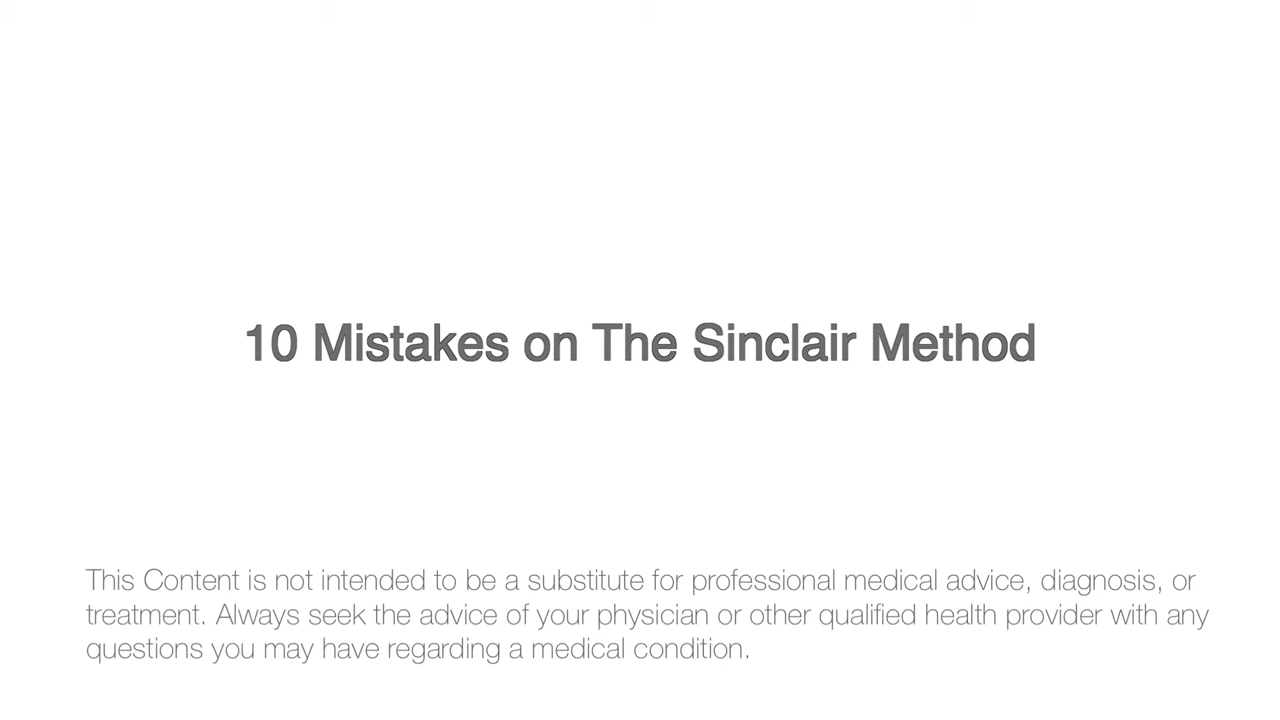 10 Mistakes on The Sinclair Method
This Content is not intended to be a substitute for professional medical advice, diagnosis, or
treatment. Always seek the advice of your physician or other qualified health provider with any
questions you may have regarding a medical condition.